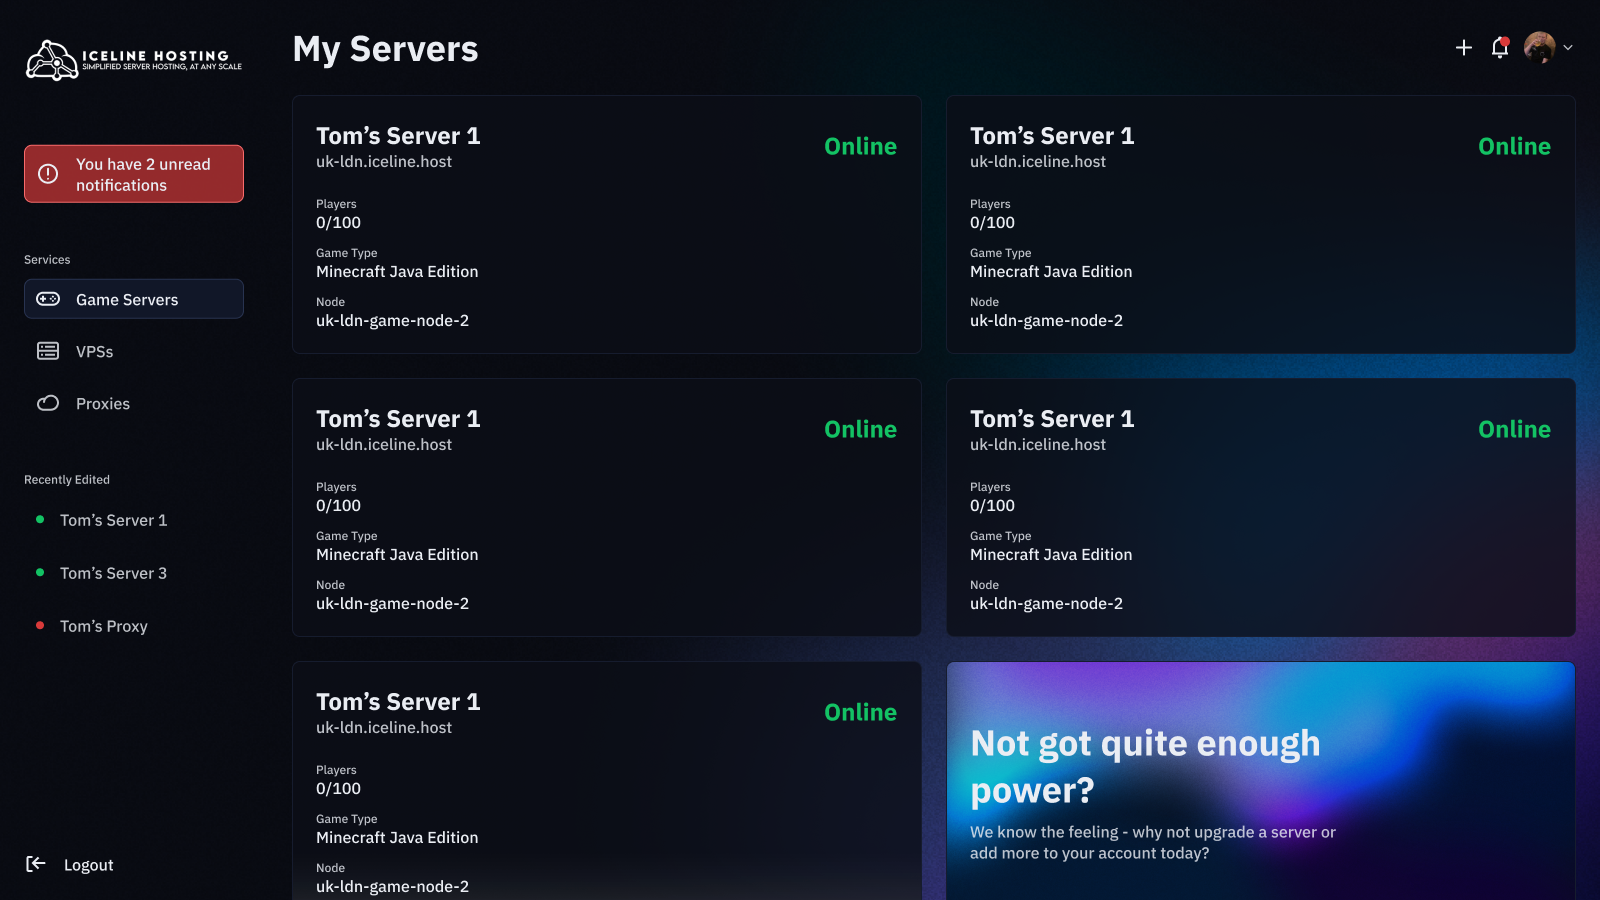 ICELINE HOSTING
SIMPLIFIED SERVER HOSTING, AT ANY SCALE
You have 2 unread
notifications
Services
Game Servers
VPSs
Proxies
Recently Edited
Tom’s Server 1
Tom’s Server 3
Tom’s Proxy
Logout
My Servers
Tom’s Server 1
uk-ldn.iceline.host
Online
Players
0/100
Game Type
Minecraft Java Edition
Node
uk-ldn-game-node-2
Tom’s Server 1
uk-ldn.iceline.host
Online
Players
0/100
Game Type
Minecraft Java Edition
Node
uk-ldn-game-node-2
Tom’s Server 1
uk-ldn.iceline.host
Online
Players
0/100
Game Type
Minecraft Java Edition
Node
uk-ldn-game-node-2
Tom’s Server 1
uk-ldn.iceline.host
Online
Players
0/100
Game Type
Minecraft Java Edition
Node
uk-ldn-game-node-2
Tom’s Server 1
uk-ldn.iceline.host
Online
Players
0/100
Game Type
Minecraft Java Edition
Node
uk-ldn-game-node-2
Not got quite enough
power?
We know the feeling - why not upgrade a server or
add more to your account today?